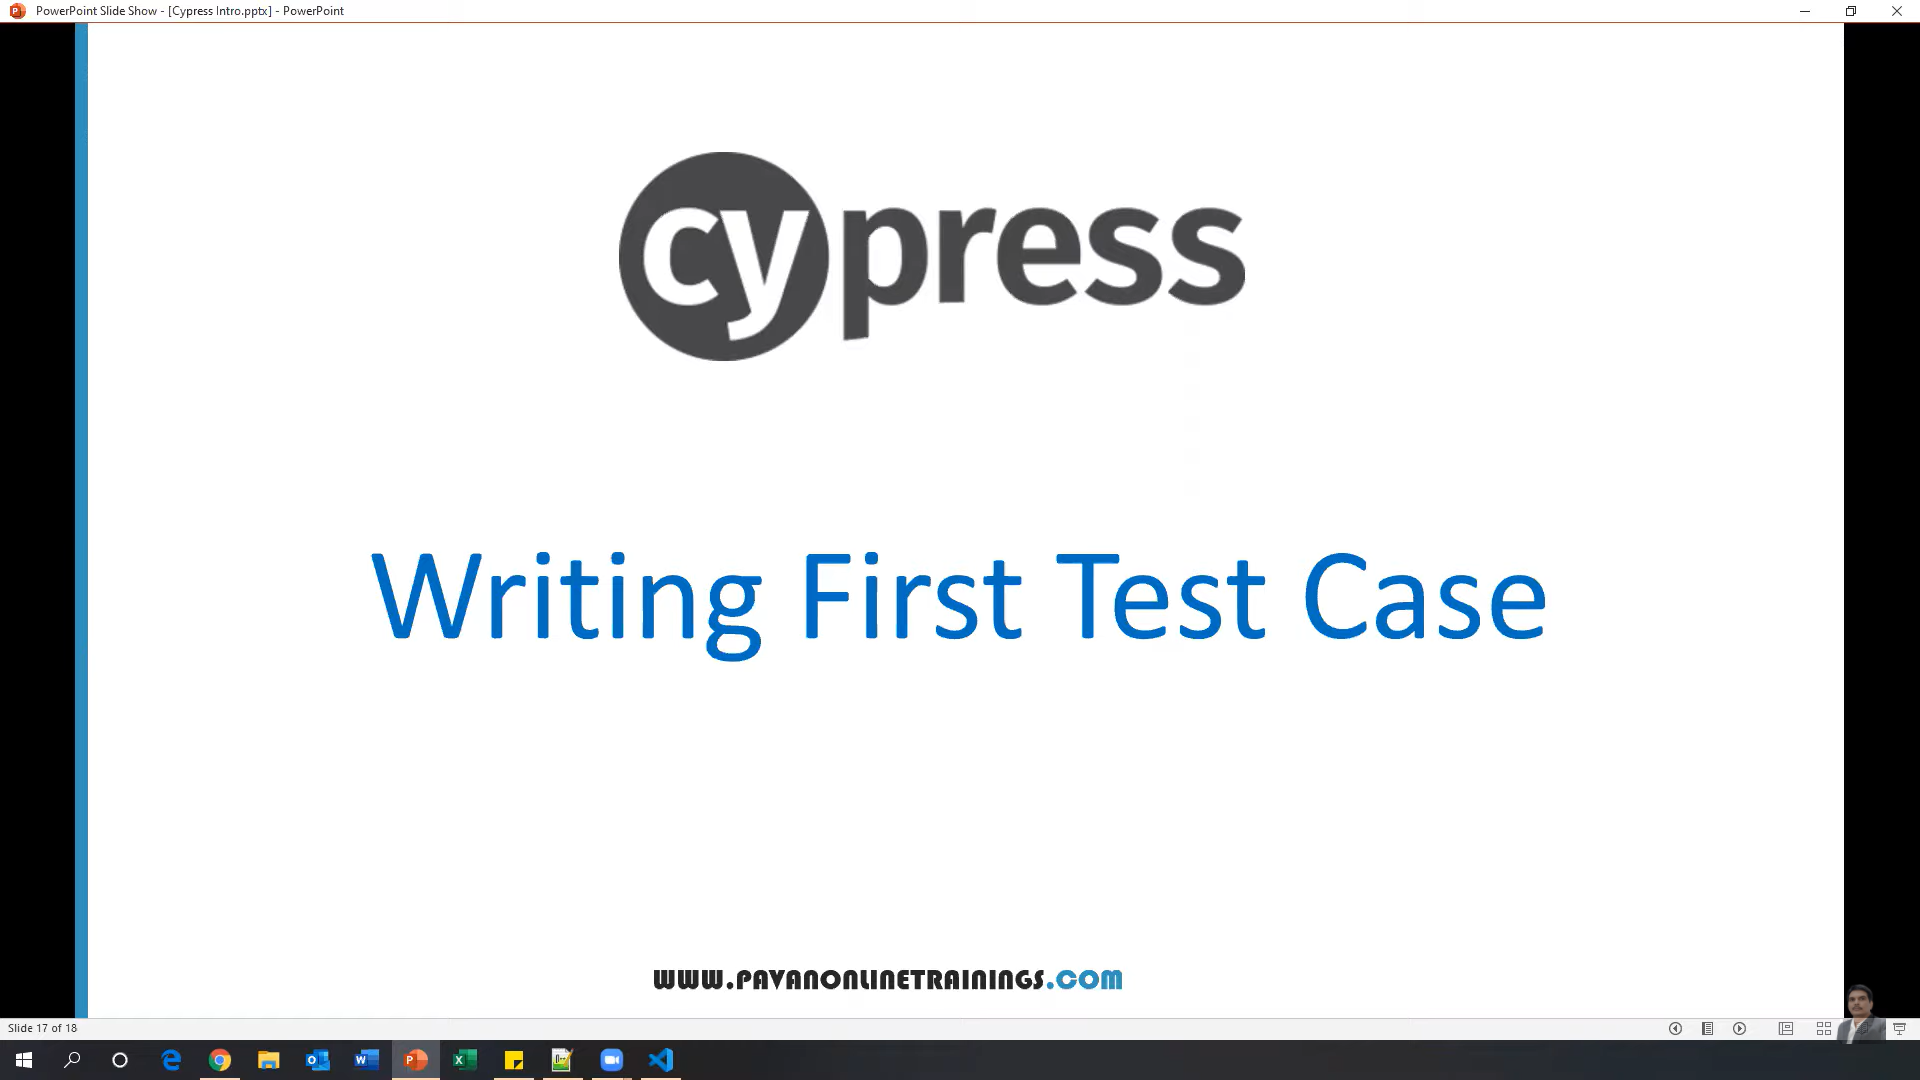 PowerPoint Slide Show - [Cypress Intro.pptx] - PowerPoint
cypress
Writing First Test Case
WWW.PAVANONLINETRAININGS.COM
Slide 17 of 18